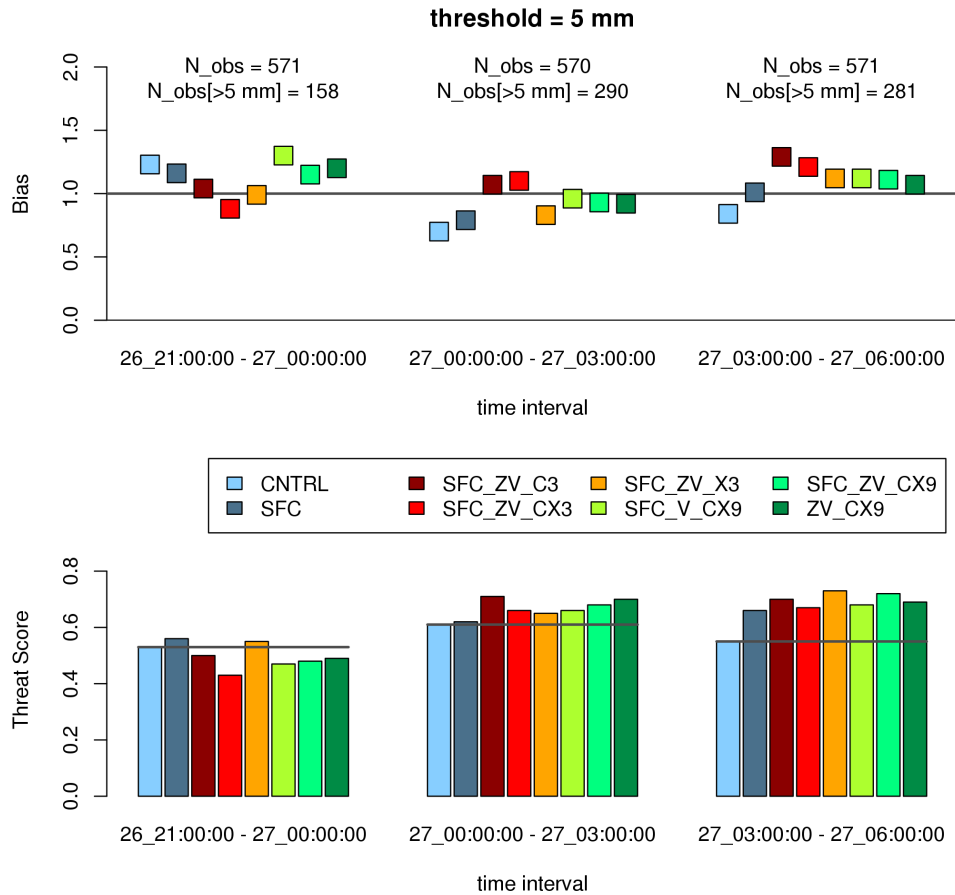 threshold = 5 mm
N_obs = 571 N_obs = 570 N_obs = 571
N_obs[>5 mm] = 158 N_obs[>5 mm] = 290 N_obs[>5 mm] = 281
Bias
2.0
1.5
1.0
0.5
0.0
26_21:00:00 - 27_00:00:00 27_00:00:00 - 27_03:00:00 27_03:00:00 - 27_06:00:00
time interval
CNTRL SFC_ZV_C3 SFC_ZV_X3 SFC_ZV_CX9
SFC SFC_ZV_CX3 SFC_V_CX9 ZV_CX9
Threat Score
0.8
0.6
0.4
0.2
0.0
26_21:00:00 - 27_00:00:00 27_00:00:00 - 27_03:00:00 27_03:00:00 - 27_06:00:00
time interval